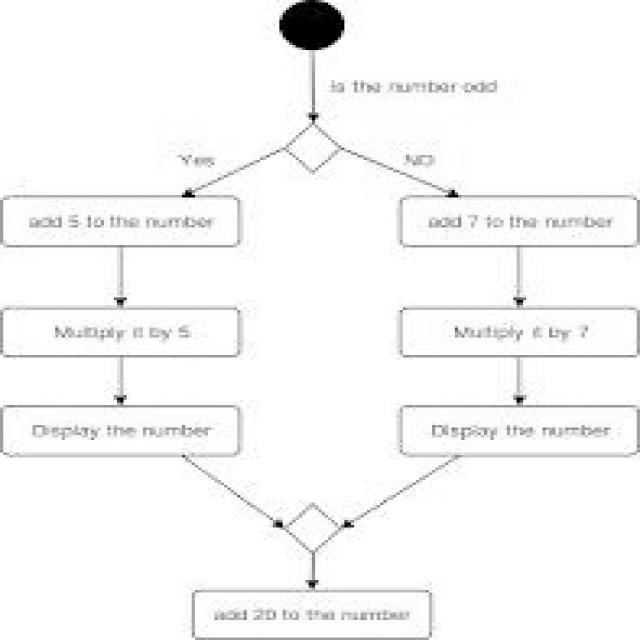 is the number odd
Yes
NO
add 5 to the number
add 7 to the number
Multiply it by 5
Multiply it by 7
Display the number
Display the number
add 20 to the number